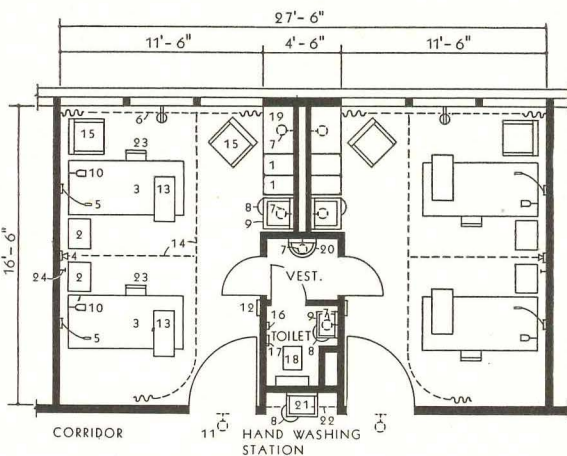 27'-6"
11'-6" 4'-6" 11'-6"
16'-6"
6
19
15 23 15 7
10 1
3 13 1
5 8 7
2 9
4 14 7 20
24 2 VEST.
23
10 12 16 9 7
3 13 TOILET
5 17 8
18
21
8 22
CORRIDOR 11 HAND WASHING
STATION